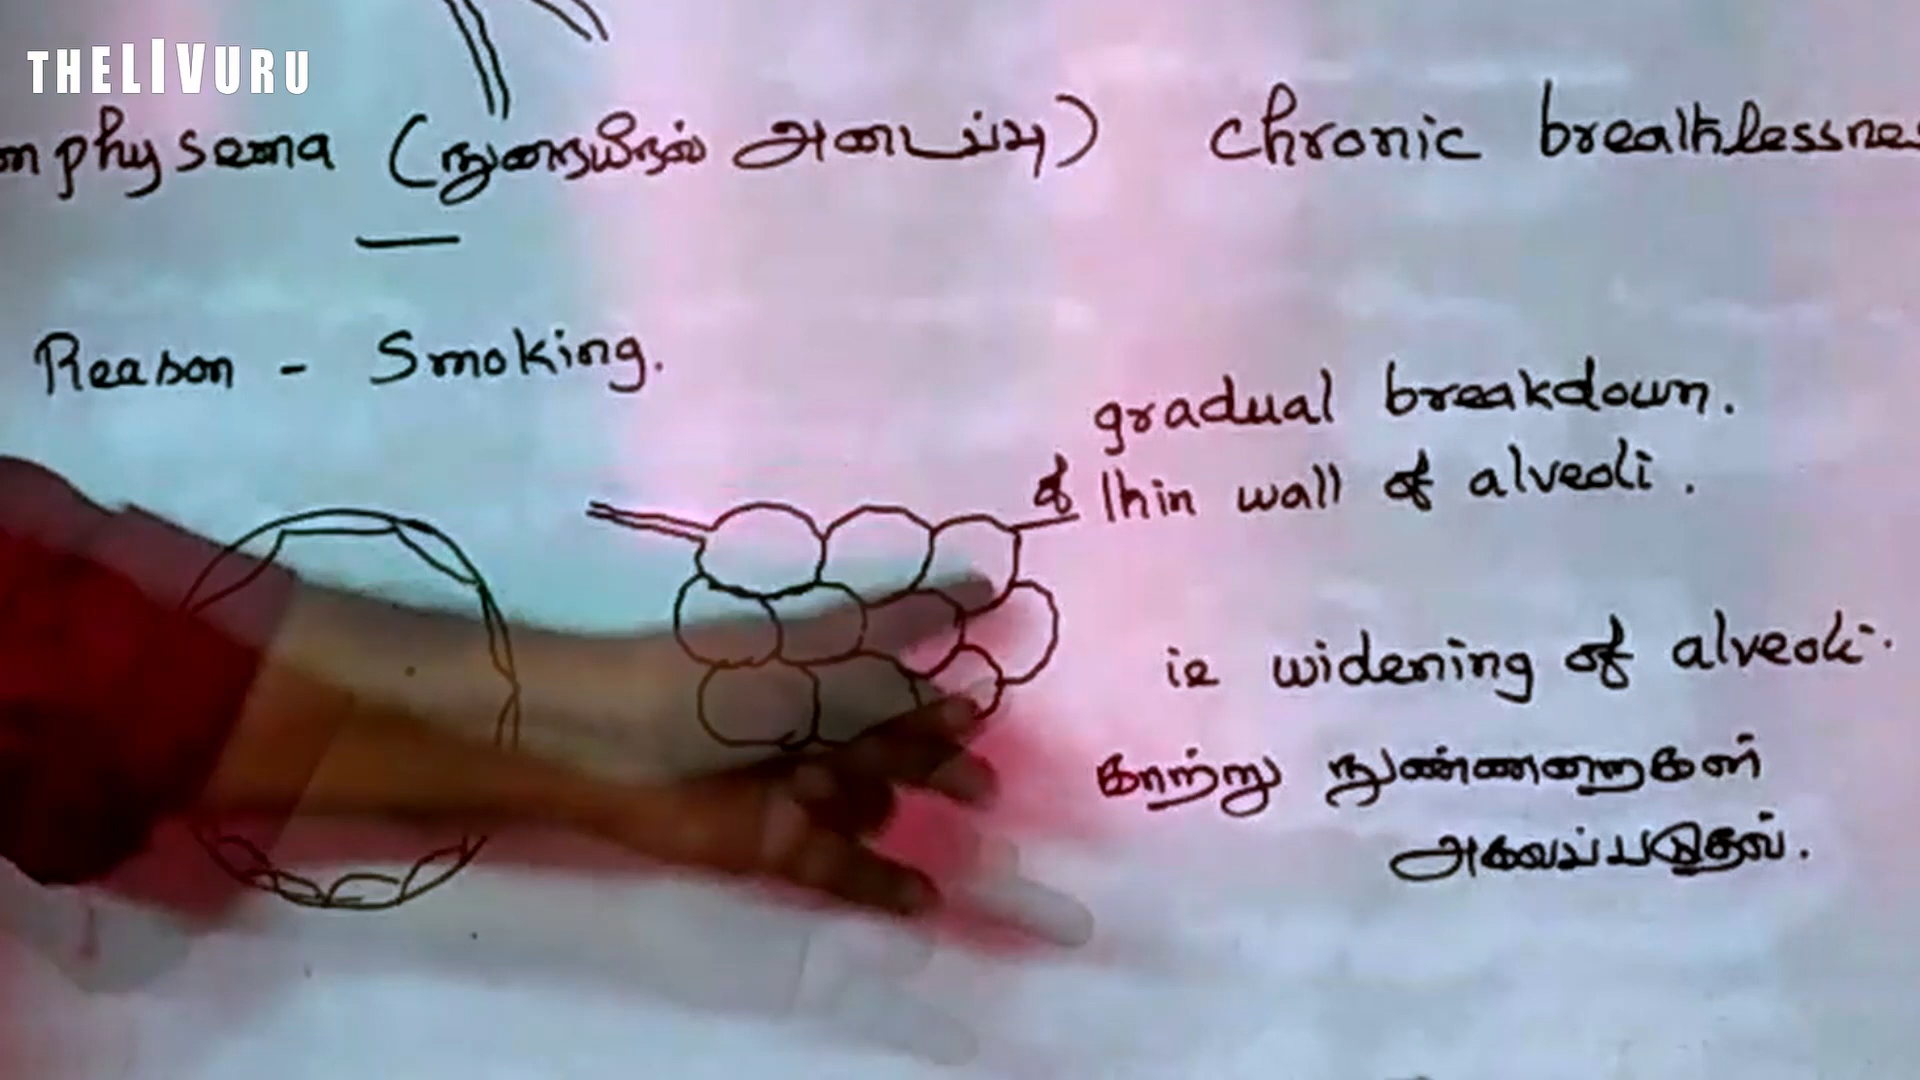 THELIVURU
mphysema (நுரையீரல் அடைப்பு) chronic breathlessnes
Reason - Smoking.
gradual breakdown.
of thin wall of alveoli.
ie widening of alveoli.
காற்று நுண்ணறைகள்
அகலப்படுதல்.